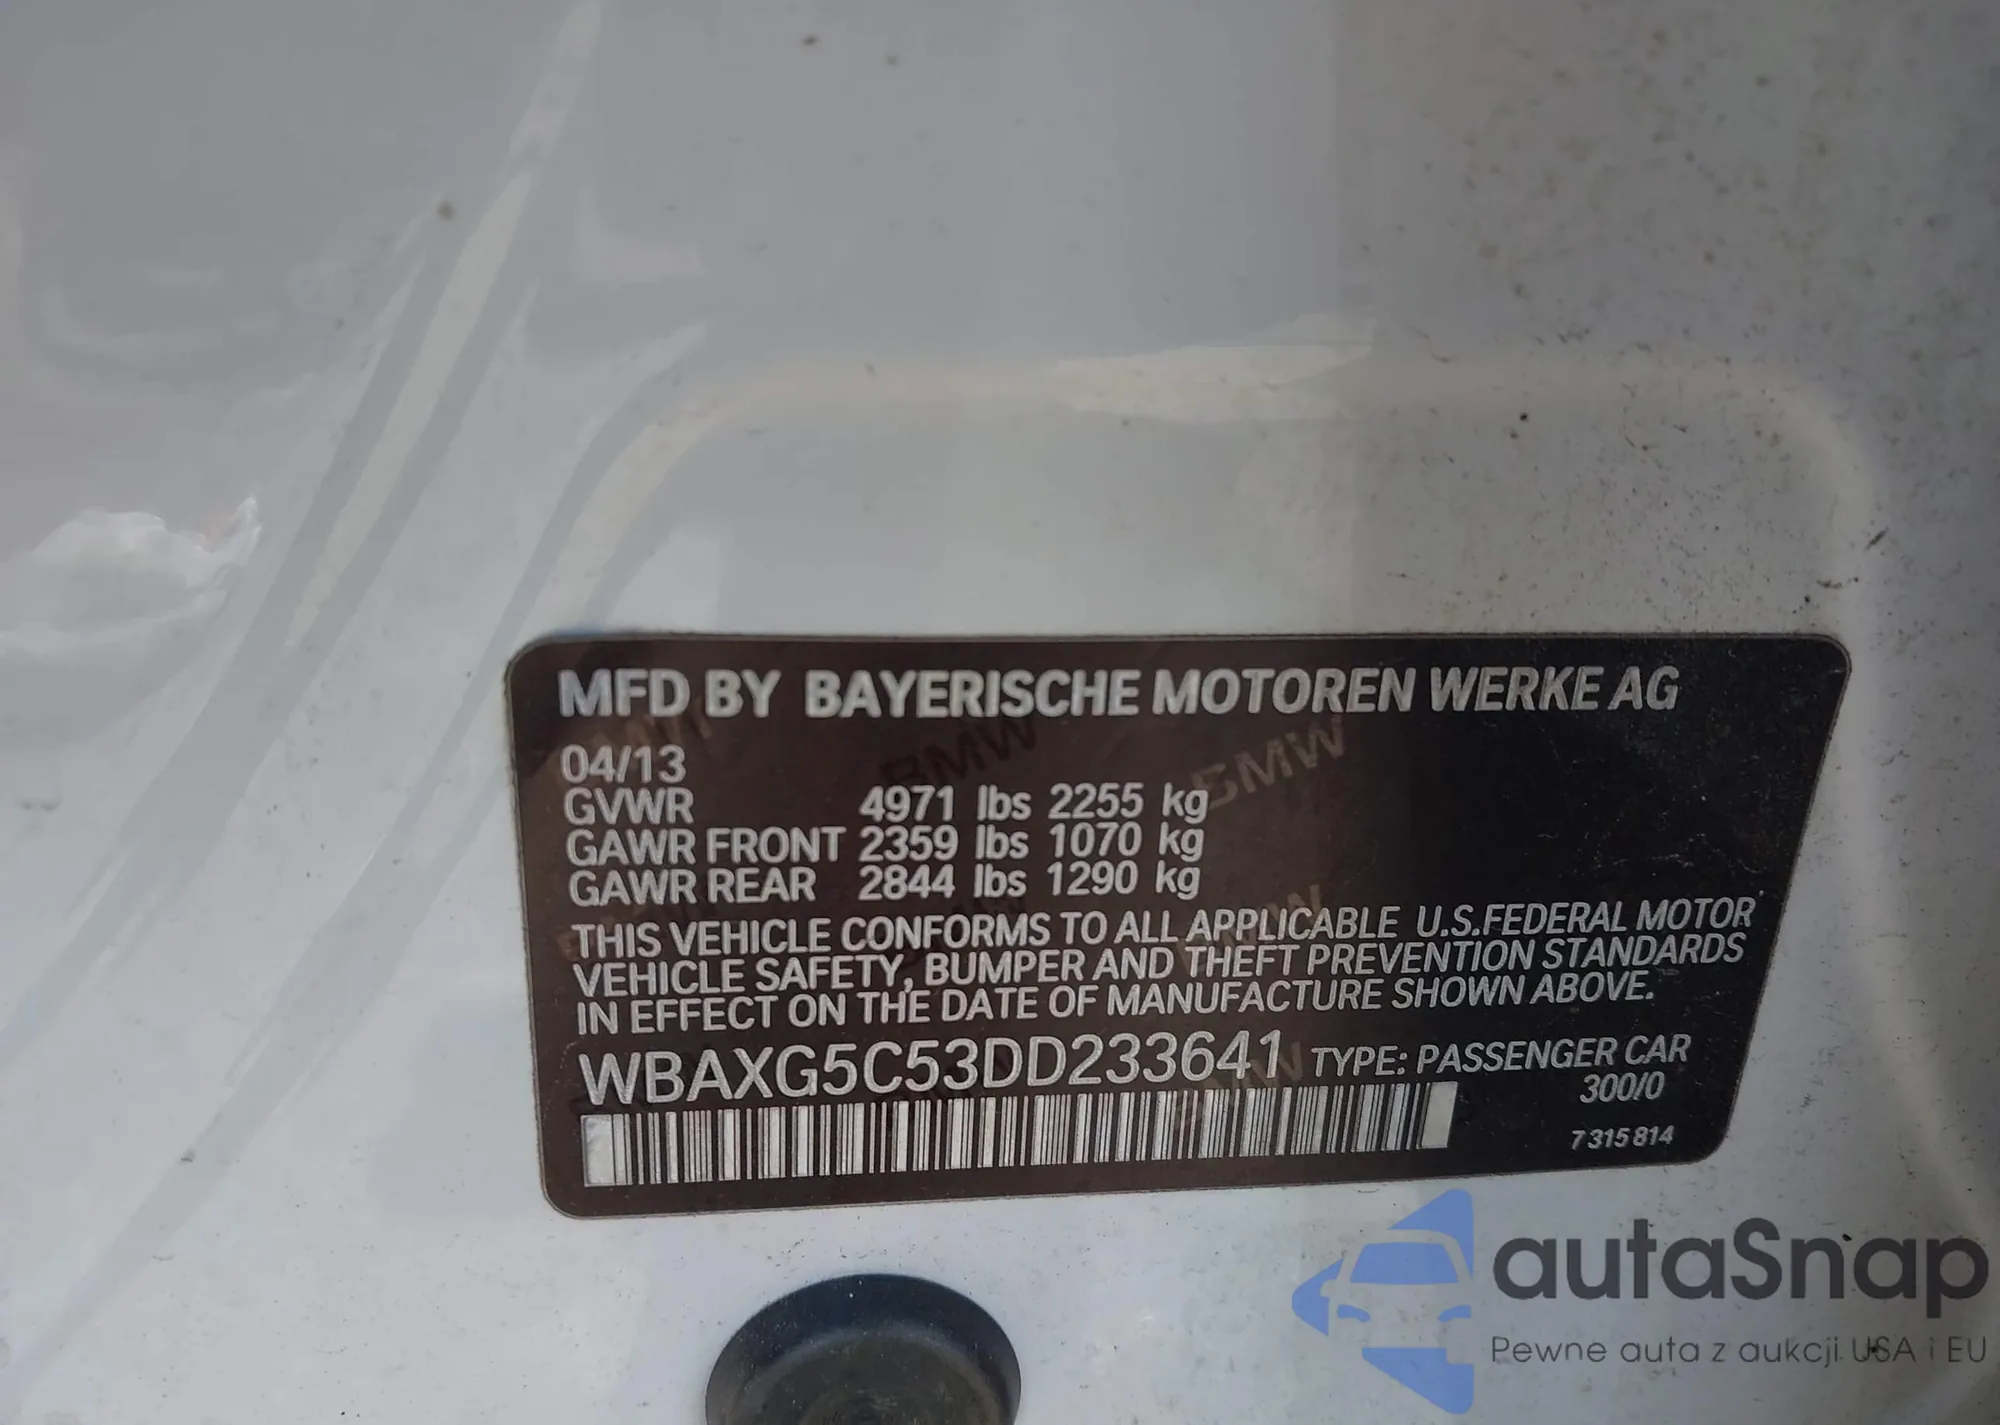 MFD BY BAYERISCHE MOTOREN WERKE AG
04/13
GVWR 4971 lbs 2255 kg
GAWR FRONT 2359 lbs 1070 kg
GAWR REAR 2844 lbs 1290 kg
THIS VEHICLE CONFORMS TO ALL APPLICABLE U.S.FEDERAL MOTOR
VEHICLE SAFETY, BUMPER AND THEFT PREVENTION STANDARDS
IN EFFECT ON THE DATE OF MANUFACTURE SHOWN ABOVE.
WBAXG5C53DD233641 TYPE: PASSENGER CAR
300/0
7 315 814
autaSnap
Pewne auta z aukcji USA i EU